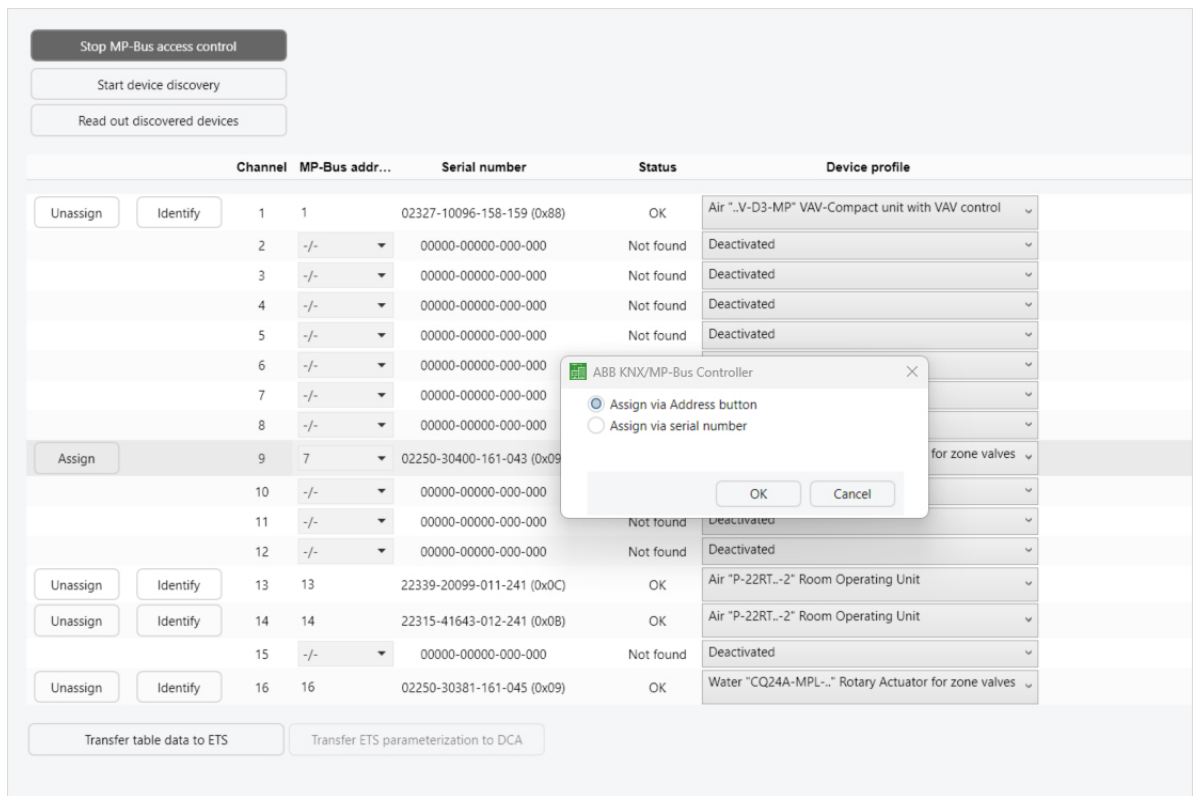 Stop MP-Bus access control
Start device discovery
Read out discovered devices
Channel MP-Bus addr... Serial number Status Device profile
Unassign Identify 1 1 02327-10096-158-159 (0x88) OK Air "..V-D3-MP" VAV-Compact unit with VAV control
2 -/- 00000-00000-000-000 Not found Deactivated
3 -/- 00000-00000-000-000 Not found Deactivated
4 -/- 00000-00000-000-000 Not found Deactivated
5 -/- 00000-00000-000-000 Not found Deactivated
6 -/- 00000-00000-000-000
ABB KNX/MP-Bus Controller
7 -/- 00000-00000-000-000
Assign via Address button
8 -/- 00000-00000-000-000
Assign via serial number
Assign 9 7 02250-30400-161-043 (0x09 for zone valves
10 -/- 00000-00000-000-000
OK Cancel
11 -/- 00000-00000-000-000 Not found Deactivated
12 -/- 00000-00000-000-000 Not found Deactivated
Unassign Identify 13 13 22339-20099-011-241 (0x0C) OK Air "P-22RT..-2" Room Operating Unit
Unassign Identify 14 14 22315-41643-012-241 (0x0B) OK Air "P-22RT..-2" Room Operating Unit
15 -/- 00000-00000-000-000 Not found Deactivated
Unassign Identify 16 16 02250-30381-161-045 (0x09) OK Water "CQ24A-MPL-.." Rotary Actuator for zone valves
Transfer table data to ETS Transfer ETS parameterization to DCA